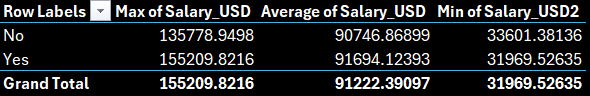 Row Labels Max of Salary_USD Average of Salary_USD Min of Salary_USD2
No 135778.9498 90746.86899 33601.38136
Yes 155209.8216 91694.12393 31969.52635
Grand Total 155209.8216 91222.39097 31969.52635